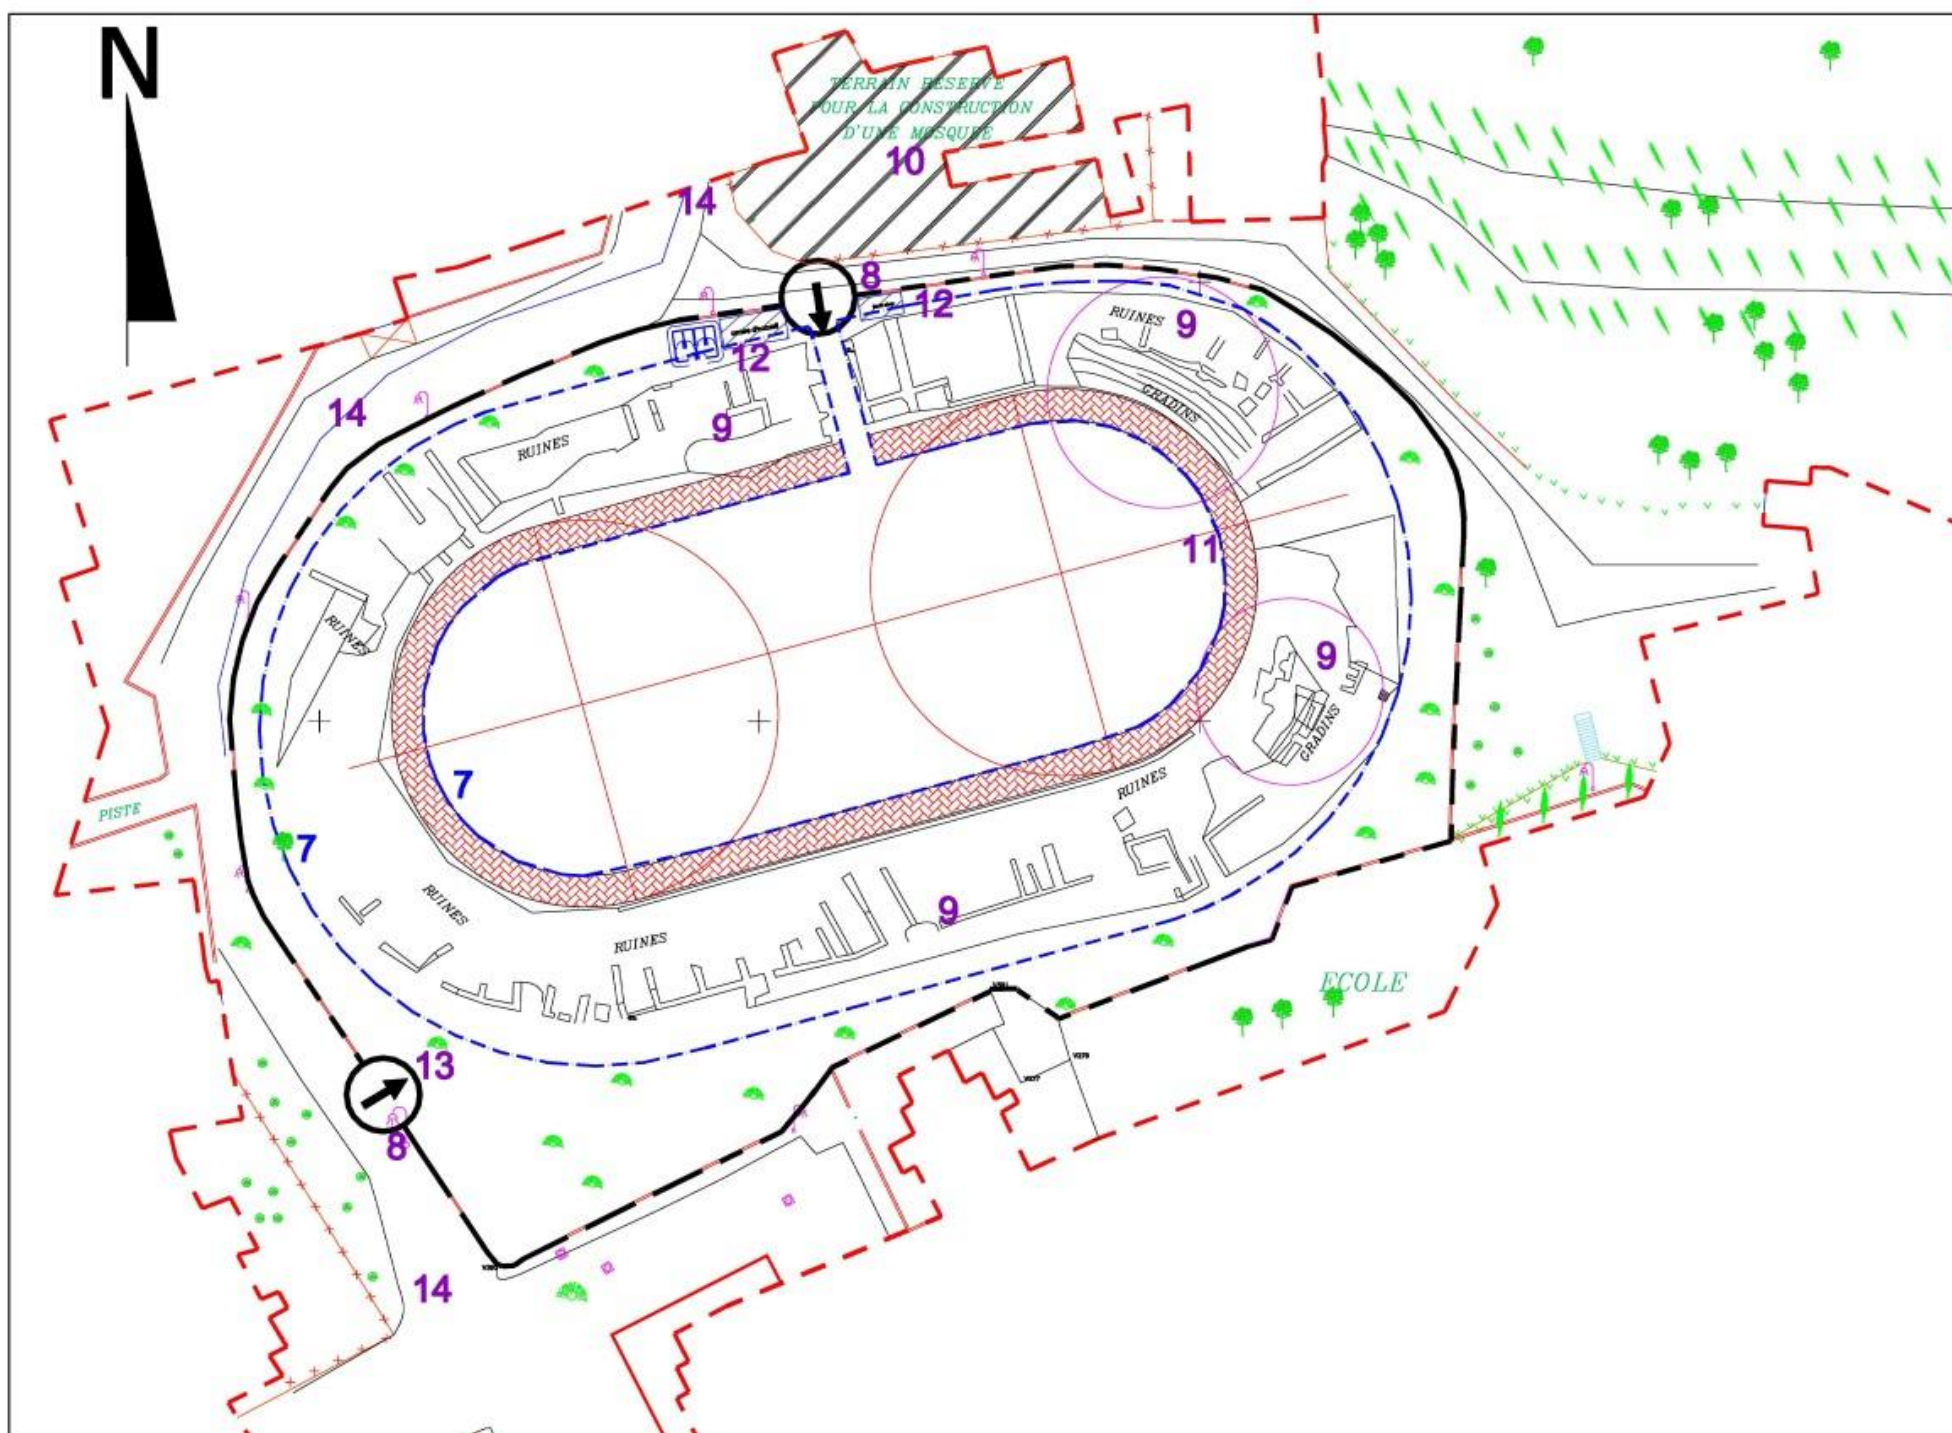 N
TERRAIN RESERVE
POUR LA CONSTRUCTION
D'UNE MOSQUEE
10
14
8
12
RUINES
9
12
14
GRADINS
9
RUINES
11
RUINES
9
GRADINS
7
RUINES
PISTE
7
RUINES
9
RUINES
ECOLE
13
8
14